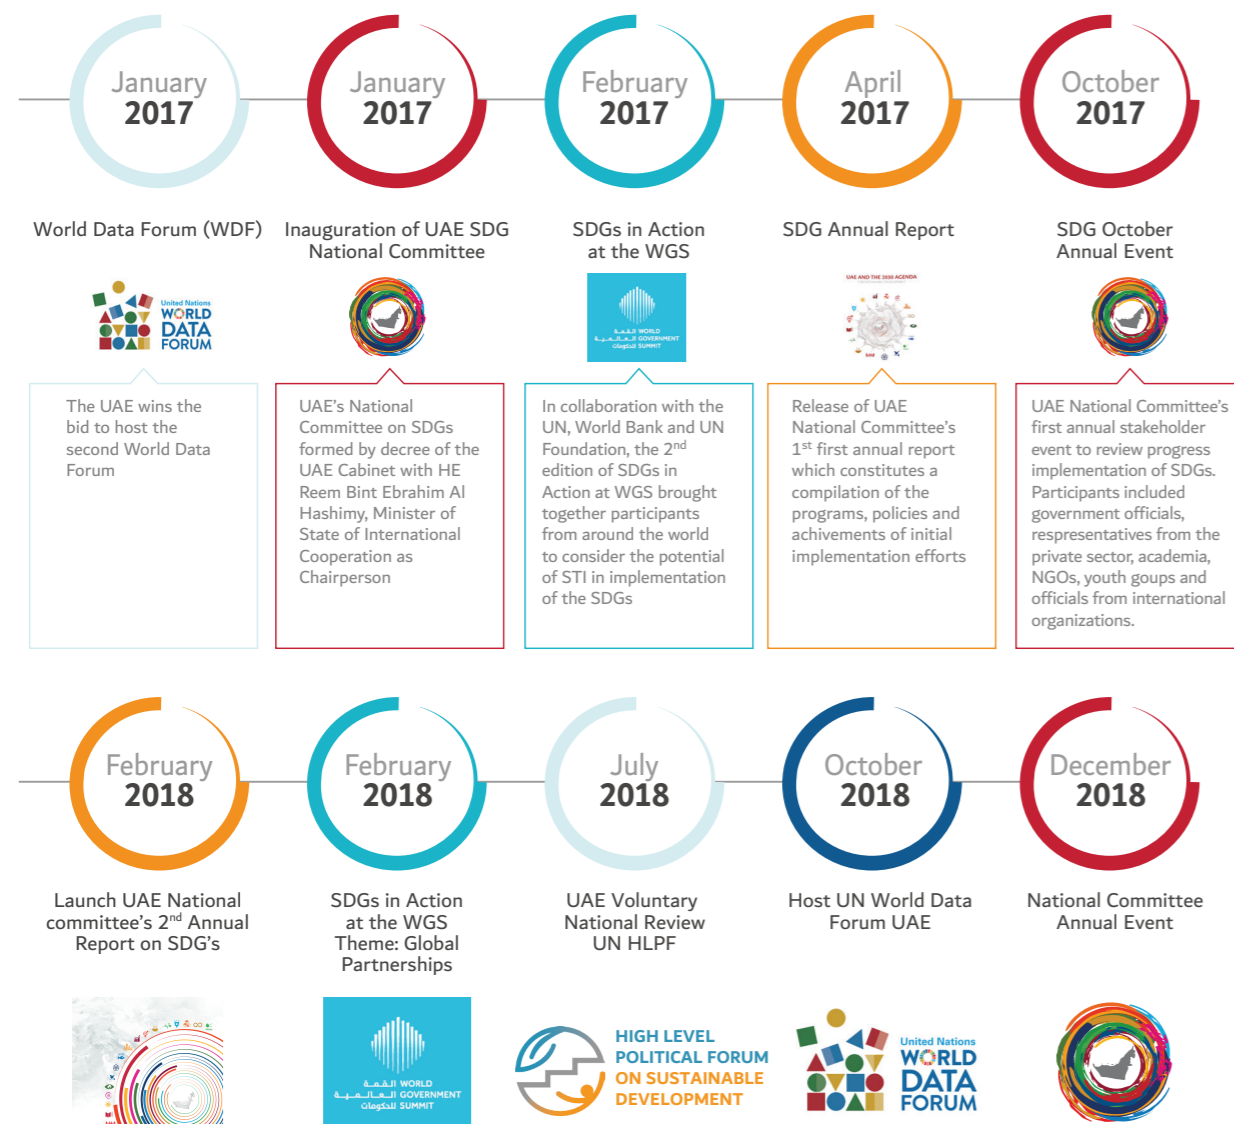 January
2017
January
2017
February
2017
April
2017
October
2017
World Data Forum (WDF)
Inauguration of UAE SDG
National Committee
SDGs in Action
at the WGS
SDG Annual Report
SDG October
Annual Event
United Nations
WORLD
DATA
FORUM
القمة
العالمية
للحكومات
WORLD
GOVERNMENT
SUMMIT
UAE AND THE 2030 AGENDA
The UAE wins the
bid to host the
second World Data
Forum
UAE's National
Committee on SDGs
formed by decree of the
UAE Cabinet with HE
Reem Bint Ebrahim Al
Hashimy, Minister of
State of International
Cooperation as
Chairperson
In collaboration with the
UN, World Bank and UN
Foundation, the 2nd
edition of SDGs in
Action at WGS brought
together participants
from around the world
to consider the potential
of STI in implementation
of the SDGs
Release of UAE
National Committee's
1st first annual report
which constitutes a
compilation of the
programs, policies and
achivements of initial
implementation efforts
UAE National Committee's
first annual stakeholder
event to review progress
implementation of SDGs.
Participants included
government officials,
respresentatives from the
private sector, academia,
NGOs, youth goups and
officials from international
organizations.
February
2018
February
2018
July
2018
October
2018
December
2018
Launch UAE National
committee's 2nd Annual
Report on SDG's
SDGs in Action
at the WGS
Theme: Global
Partnerships
UAE Voluntary
National Review
UN HLPF
Host UN World Data
Forum UAE
National Committee
Annual Event
القمة
العالمية
للحكومات
WORLD
GOVERNMENT
SUMMIT
HIGH LEVEL
POLITICAL FORUM
ON SUSTAINABLE
DEVELOPMENT
United Nations
WORLD
DATA
FORUM